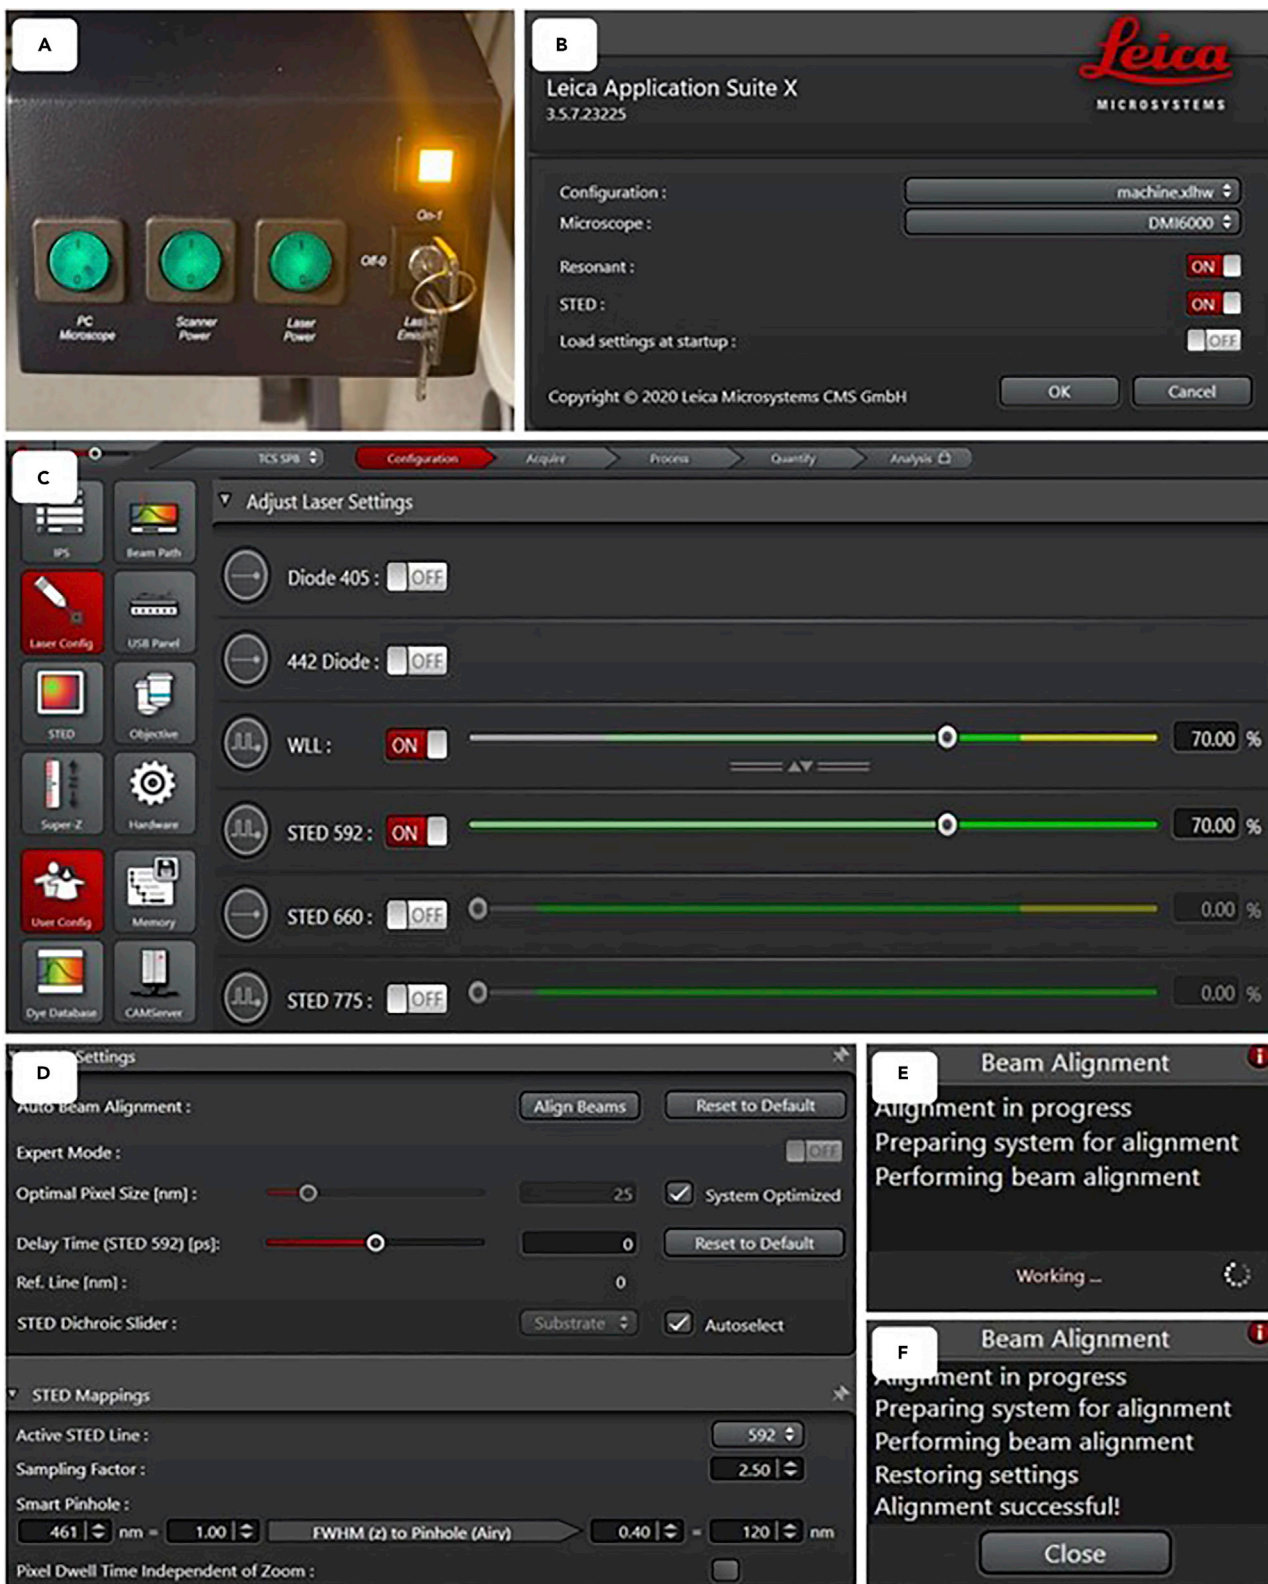 A
On-1
Off-0
PC
Microscope
Scanner
Power
Laser
Power
B
Leica
MICROSYSTEMS
Leica Application Suite X
3.5.7.23225
Configuration : machine.xlhw
Microscope : DMI6000
Resonant : ON
STED : ON
Load settings at startup : OFF
Copyright © 2020 Leica Microsystems CMS GmbH OK Cancel
C
TCS SP8 Configuration Acquire Process Quantify Analysis
Adjust Laser Settings
IPS Beam Path
Diode 405 : OFF
Laser Config USB Panel
442 Diode : OFF
STED Objective
WLL : ON 70.00 %
Super-Z Hardware
STED 592 : ON 70.00 %
User Config Memory
STED 660 : OFF 0.00 %
Dye Database CAMServer
STED 775 : OFF 0.00 %
D
Settings
Auto Beam Alignment : Align Beams Reset to Default
Expert Mode : OFF
Optimal Pixel Size [nm] : 25 System Optimized
Delay Time (STED 592) [ps]: 0 Reset to Default
Ref. Line [nm] : 0
STED Dichroic Slider : Substrate Autoselect
STED Mappings
Active STED Line : 592
Sampling Factor : 2.50
Smart Pinhole :
461 nm = 1.00 FWHM (z) to Pinhole (Airy) 0.40 = 120 nm
Pixel Dwell Time Independent of Zoom :
E
Beam Alignment
Alignment in progress
Preparing system for alignment
Performing beam alignment
Working ...
F
Beam Alignment
Alignment in progress
Preparing system for alignment
Performing beam alignment
Restoring settings
Alignment successful!
Close